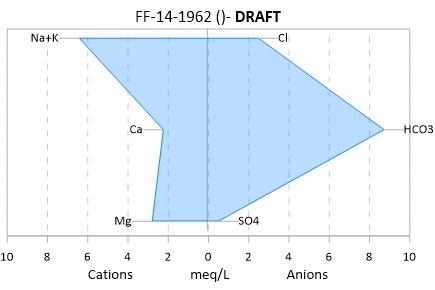 FF-14-1962 ()- DRAFT
Na+K Cl
Ca HCO3
Mg SO4
10 8 6 4 2 0 2 4 6 8 10
Cations meq/L Anions